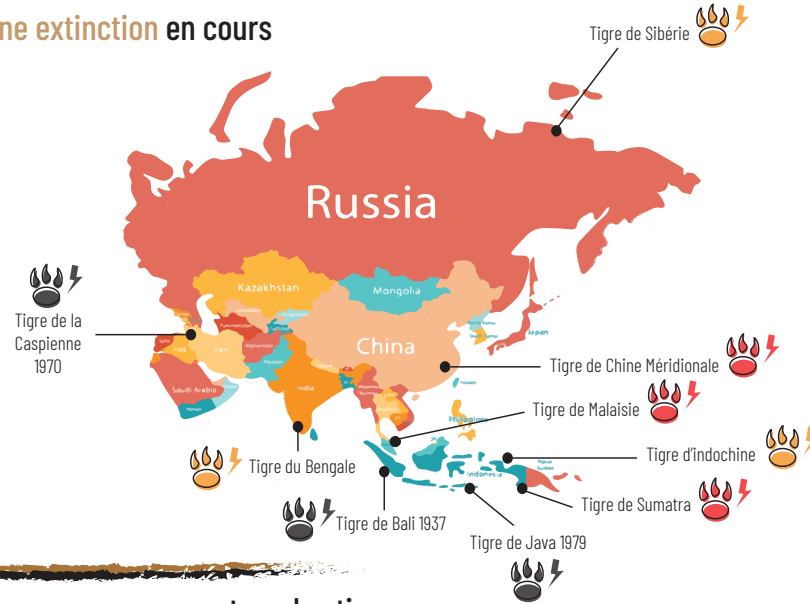 ne extinction en cours
Tigre de Sibérie
Russia
Kazakhstan
Mongolia
Tigre de la
Caspienne
1970
China
Japan
Tigre de Chine Méridionale
Saudi Arabia
India
Tigre de Malaisie
Philippines
Tigre du Bengale
Tigre d'indochine
Indonesia
Tigre de Sumatra
Tigre de Bali 1937
Tigre de Java 1979